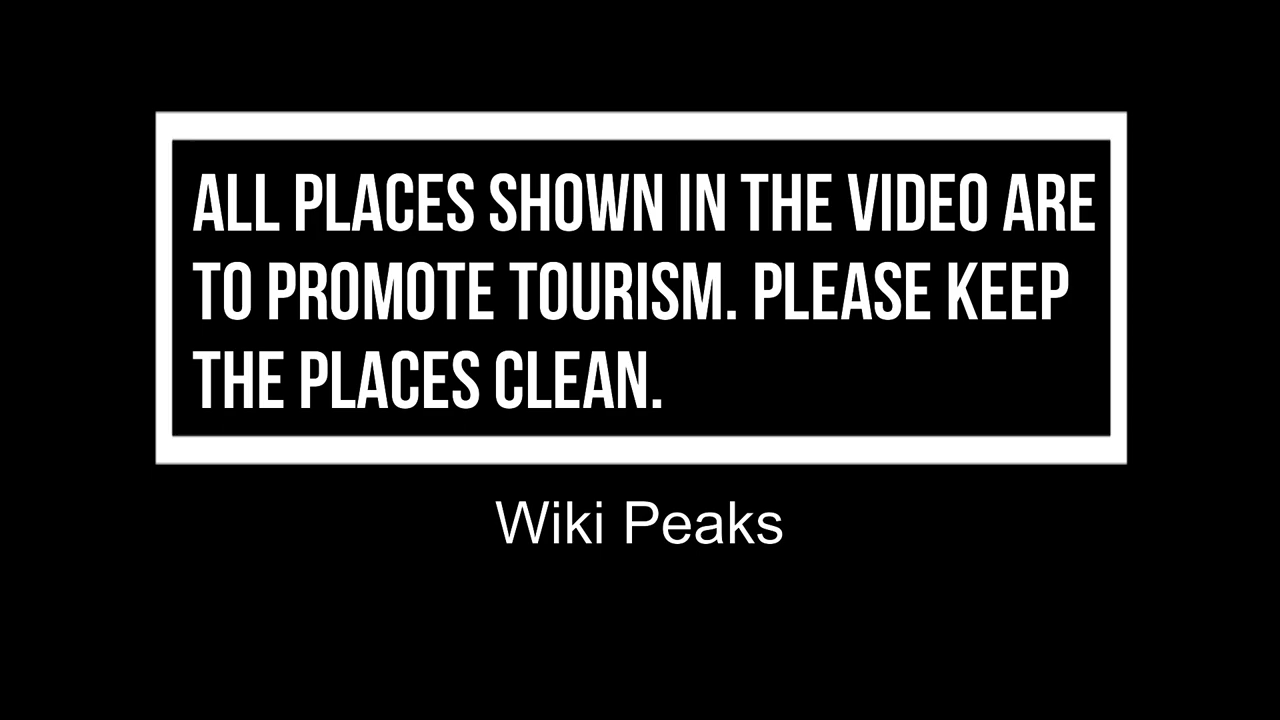 ALL PLACES SHOWN IN THE VIDEO ARE
TO PROMOTE TOURISM. PLEASE KEEP
THE PLACES CLEAN.
Wiki Peaks